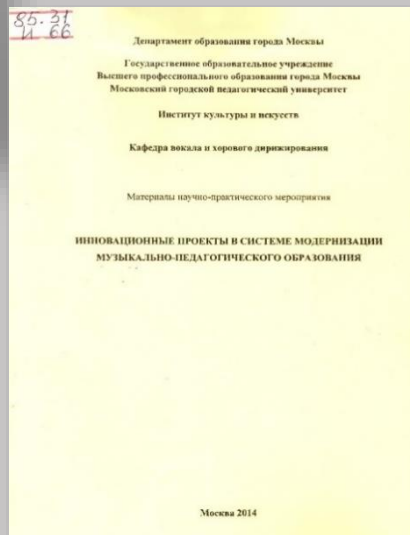 85.31
И 66
Департамент образования города Москвы
Государственное образовательное учреждение
Высшего профессионального образования города Москвы
Московский городской педагогический университет
Институт культуры и искусств
Кафедра вокала и хорового дирижирования
Материалы научно-практического мероприятия
ИННОВАЦИОННЫЕ ПРОЕКТЫ В СИСТЕМЕ МОДЕРНИЗАЦИИ
МУЗЫКАЛЬНО-ПЕДАГОГИЧЕСКОГО ОБРАЗОВАНИЯ
Москва 2014